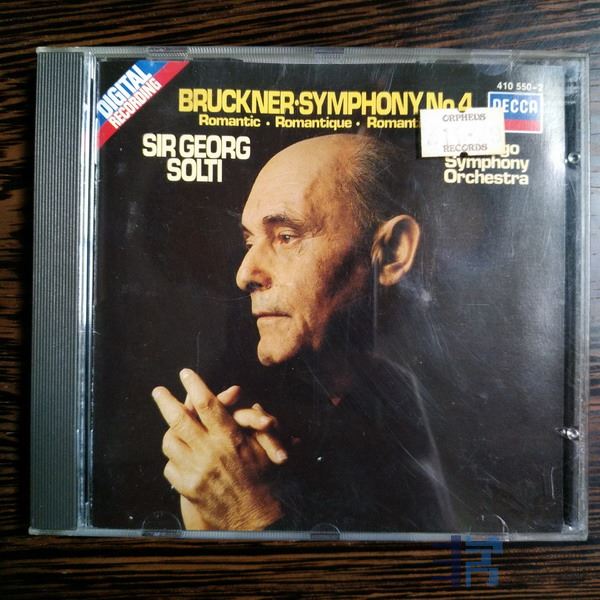 DIGITAL
RECORDING
410 550-2
BRUCKNER·SYMPHONY No.4
DECCA
Romantic · Romantique · Romant
ORPHEUS
RECORDS
SIR GEORG
SOLTI
go
Symphony
Orchestra